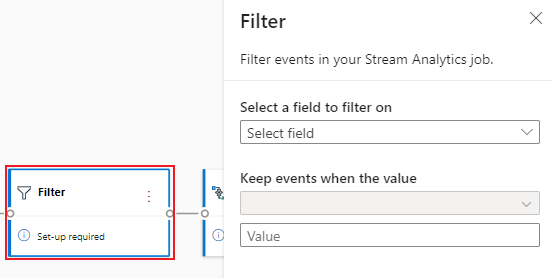 Filter
Filter events in your Stream Analytics job.
Select a field to filter on
Select field
Keep events when the value
Value
Filter
Set-up required